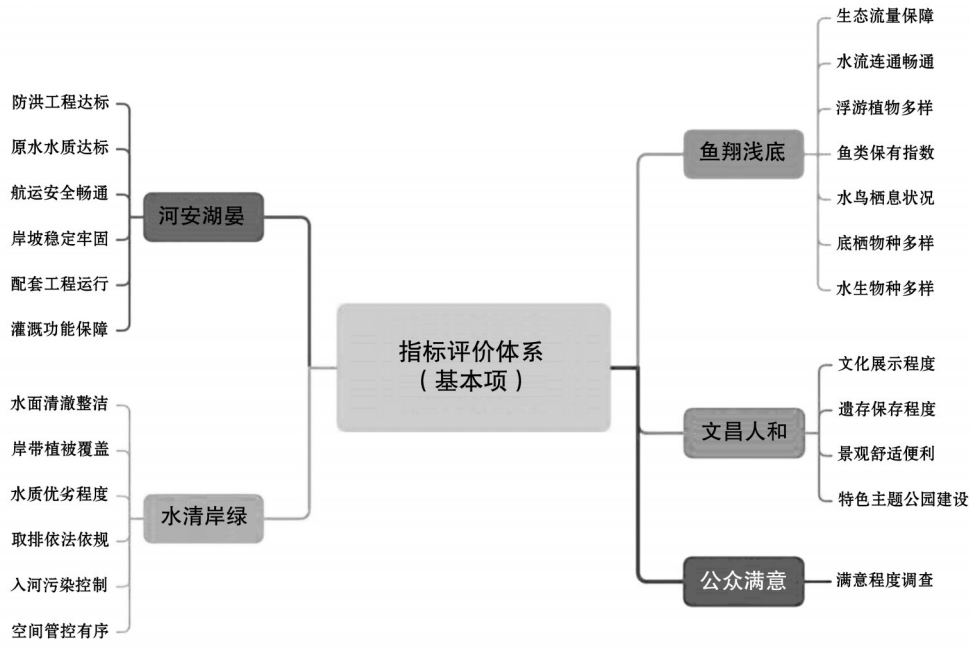 指标评价体系
（基本项）
河安湖晏
防洪工程达标
原水水质达标
航运安全畅通
岸坡稳定牢固
配套工程运行
灌溉功能保障
水清岸绿
水面清澈整洁
岸带植被覆盖
水质优劣程度
取排依法依规
入河污染控制
空间管控有序
鱼翔浅底
生态流量保障
水流连通畅通
浮游植物多样
鱼类保有指数
水鸟栖息状况
底栖物种多样
水生物种多样
文昌人和
文化展示程度
遗存保存程度
景观舒适便利
特色主题公园建设
公众满意
满意程度调查